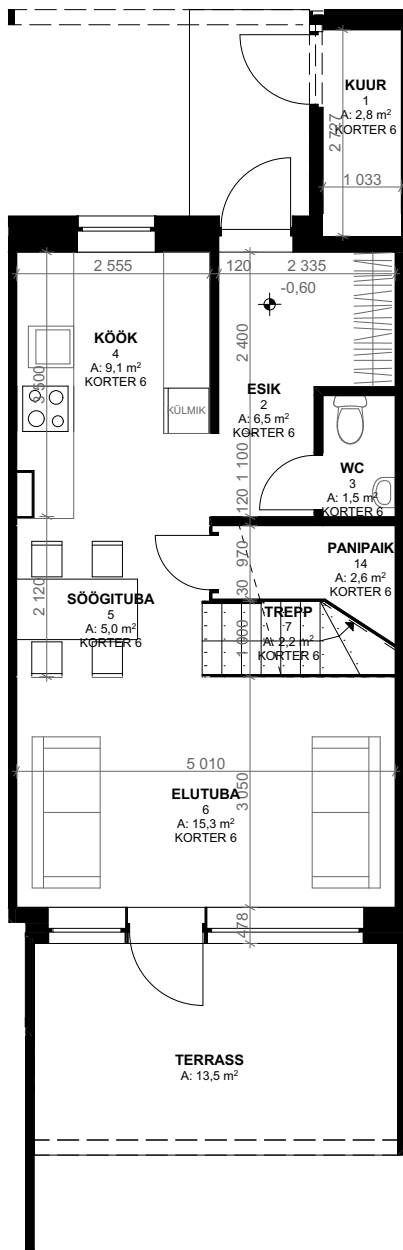 KUUR
1
A: 2,8 m²
KORTER 6
2 727
1 033
2 555
120
2 335
-0,60
KÖÖK
4
A: 9,1 m²
KORTER 6
3 500
2 400
KÜLMIK
ESIK
2
A: 6,5 m²
KORTER 6
1 100
WC
3
A: 1,5 m²
KORTER 6
120
970
PANIPAIK
14
A: 2,6 m²
KORTER 6
2 120
SÖÖGITUBA
5
A: 5,0 m²
KORTER 6
30
TREPP
7
A: 2,2 m²
KORTER 6
1 000
5 010
ELUTUBA
6
A: 15,3 m²
KORTER 6
3 050
478
TERRASS
A: 13,5 m²